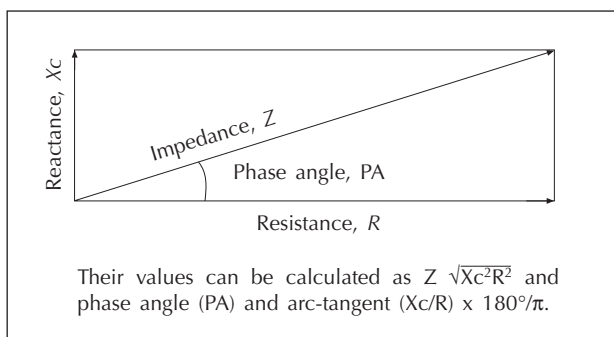 Reactance, Xc
Impedance, Z
Phase angle, PA
Resistance, R
Their values can be calculated as Z √Xc²R² and
phase angle (PA) and arc-tangent (Xc/R) x 180°/π.